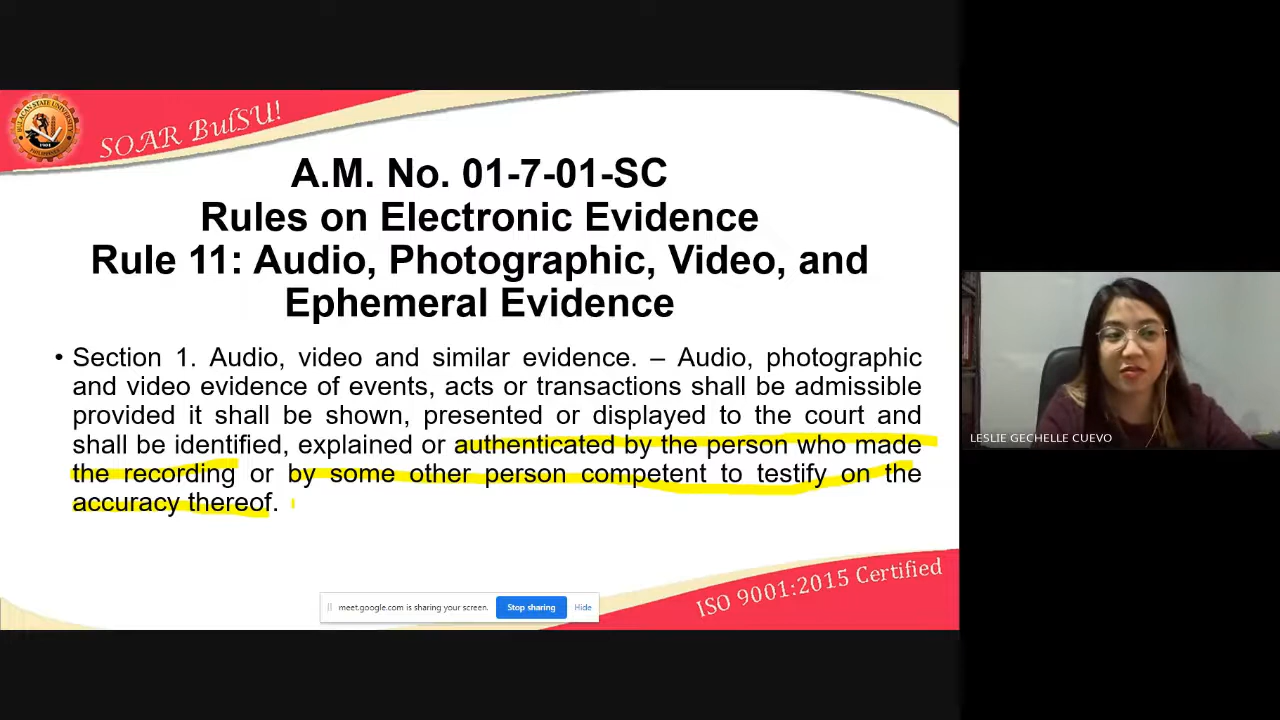 SOAR BulSU!
A.M. No. 01-7-01-SC
Rules on Electronic Evidence
Rule 11: Audio, Photographic, Video, and
Ephemeral Evidence
• Section 1. Audio, video and similar evidence. – Audio, photographic
and video evidence of events, acts or transactions shall be admissible
provided it shall be shown, presented or displayed to the court and
shall be identified, explained or authenticated by the person who made
the recording or by some other person competent to testify on the
accuracy thereof.
LESLIE GECHELLE CUEVO
ISO 9001:2015 Certified
meet.google.com is sharing your screen.
Stop sharing
Hide